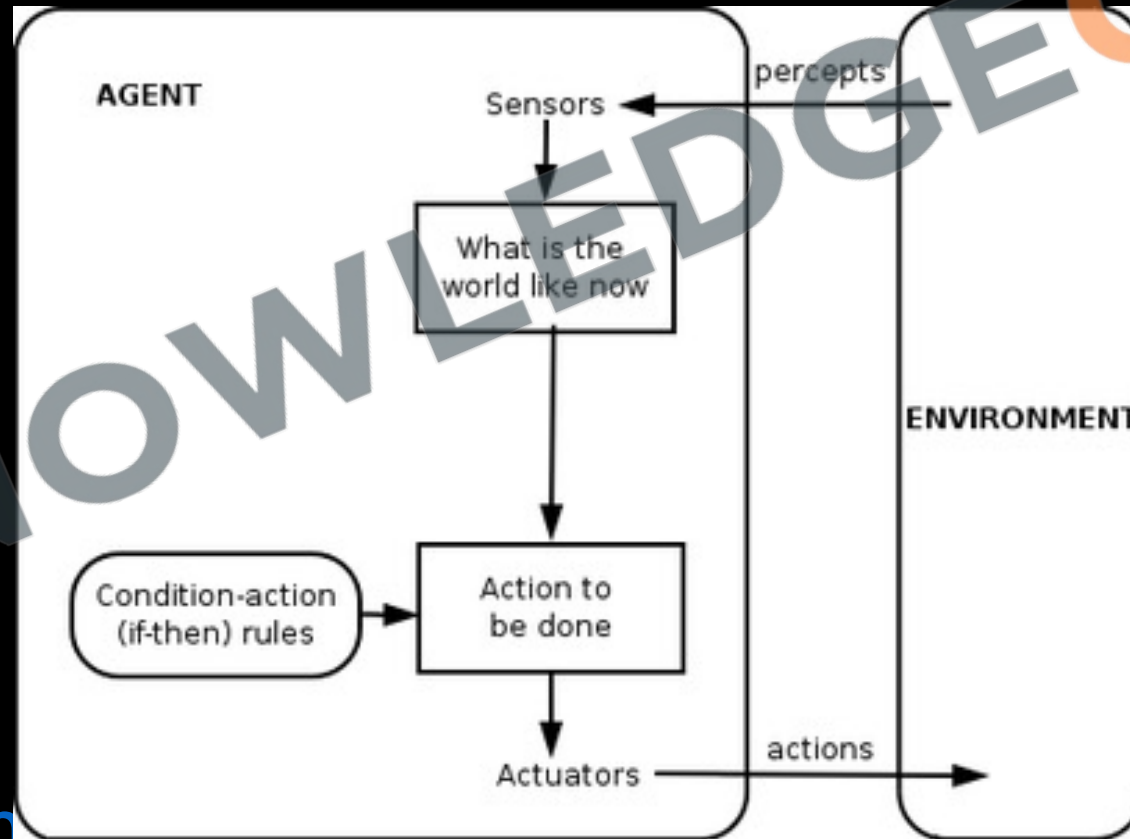 AGENT
Sensors
percepts
What is the
world like now
ENVIRONMENT
Condition-action
(if-then) rules
Action to
be done
Actuators
actions